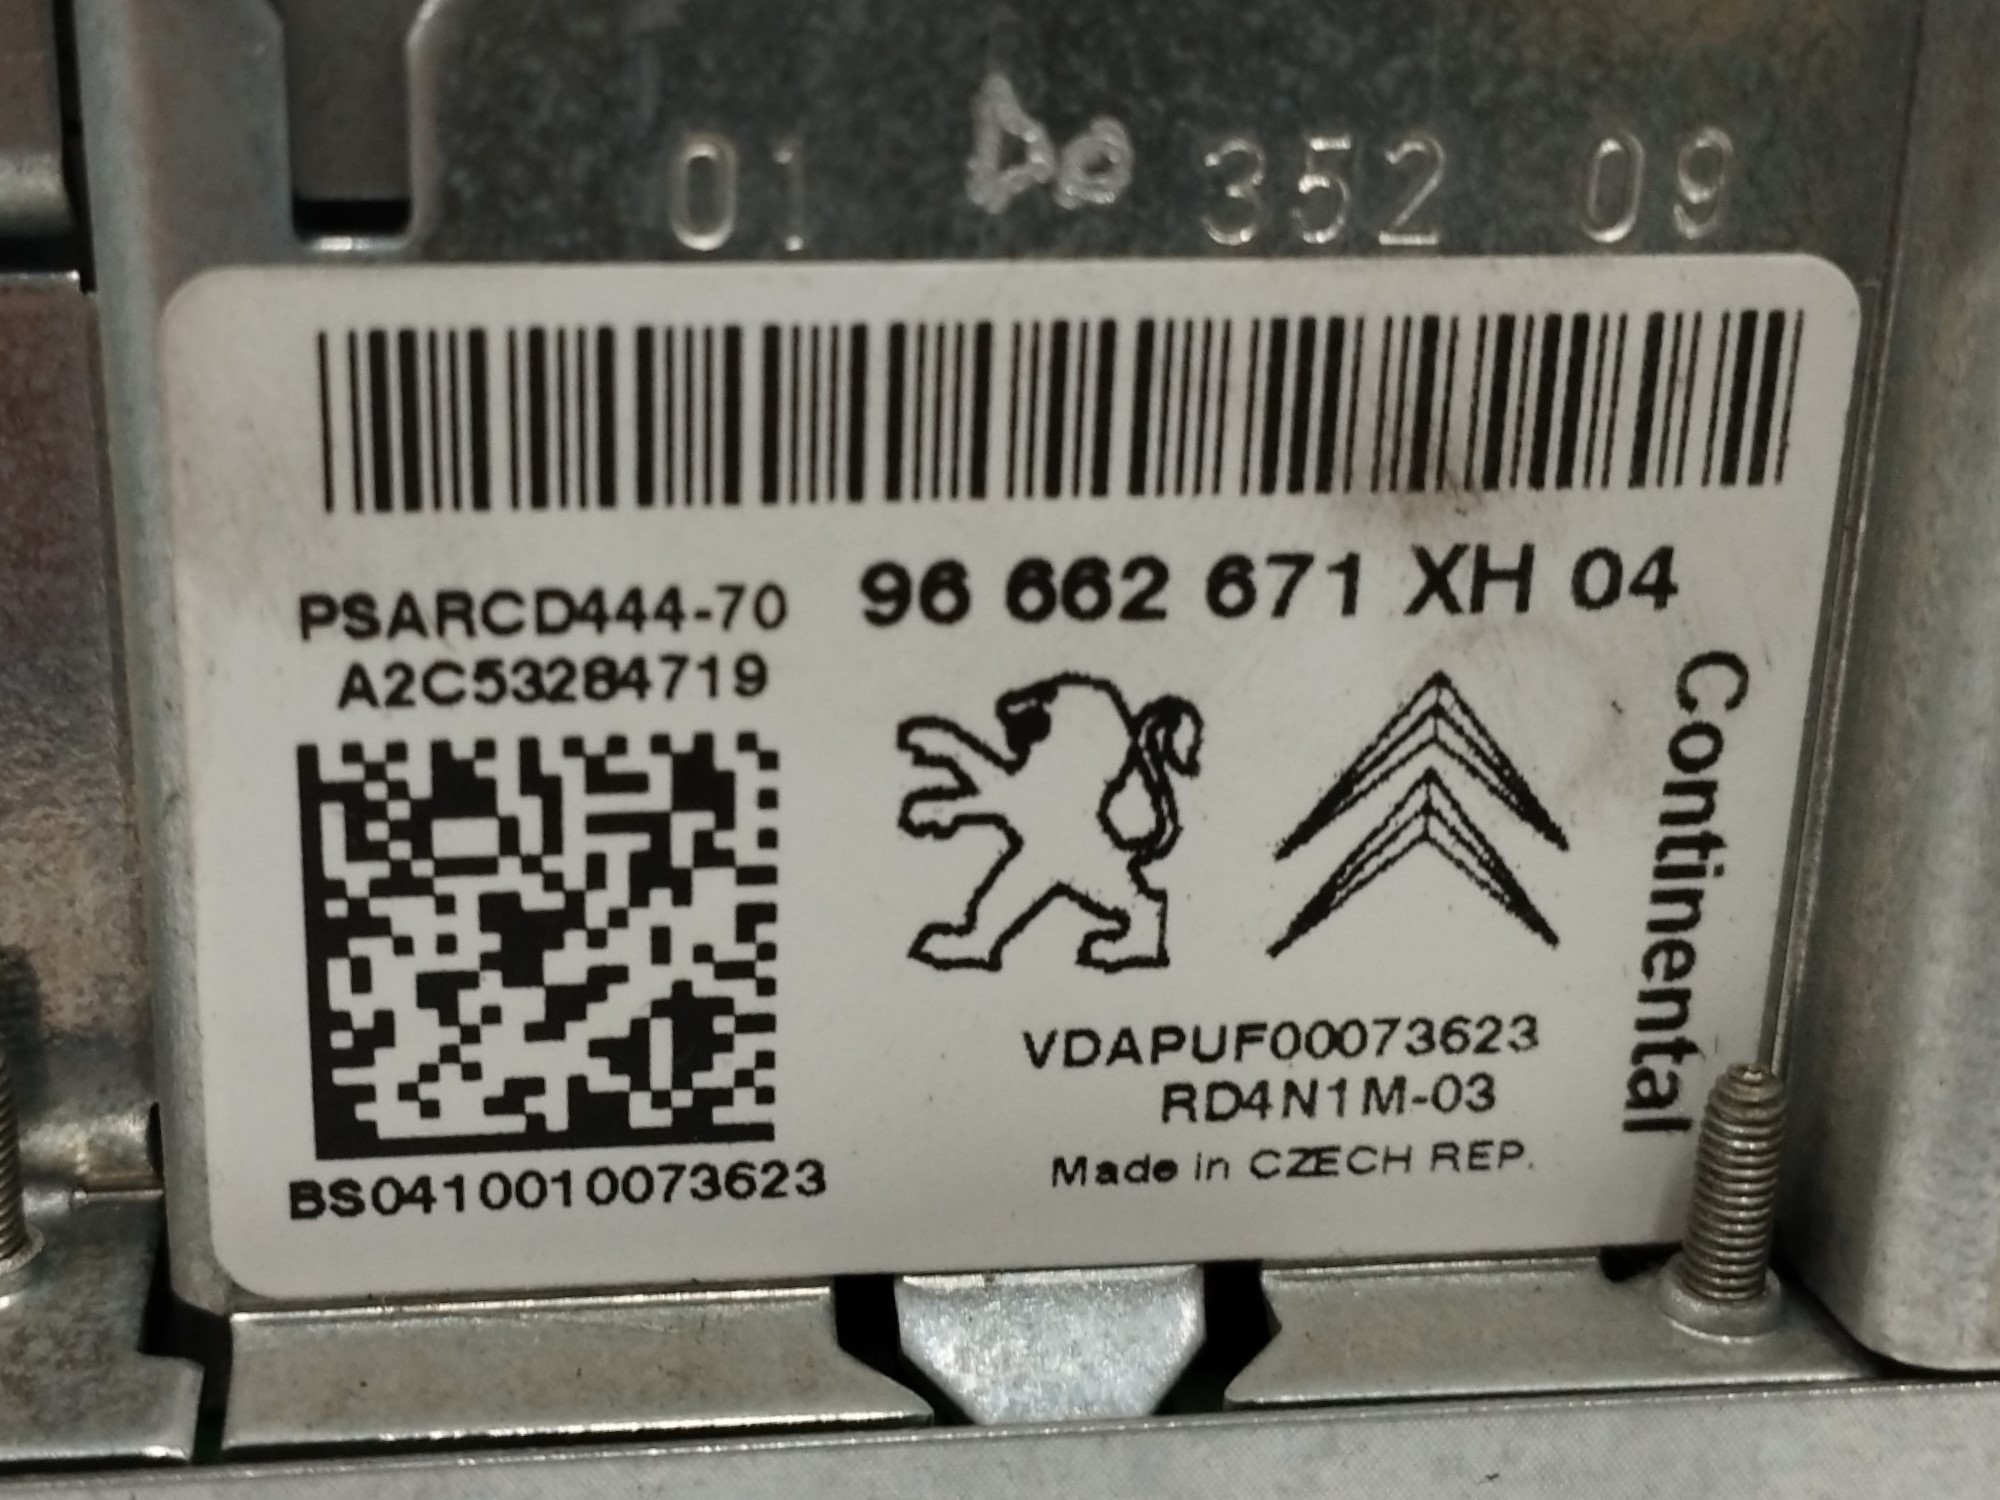 01 352 09
PSARCD444-70
A2C53284719
96 662 671 XH 04
Continental
VDAPUF00073623
RD4N1M-03
Made in CZECH REP.
BS0410010073623